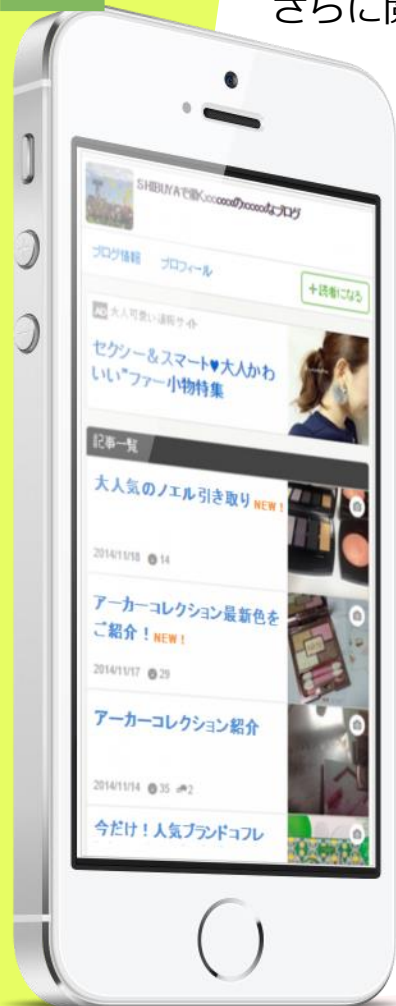 さらに
SHIBUYAで働くxxxxxxのxxxxxなブログ
ブログ情報 プロフィール
+読者になる
AD 大人可愛い通販サイト
セクシー＆スマート♥大人かわ
いい"ファー小物特集
記事一覧
大人気のノエル引き取り NEW！
2014/11/18 14
アーカーコレクション最新色を
ご紹介！NEW！
2014/11/17 29
アーカーコレクション紹介
2014/11/14 35 2
今だけ！人気ブランドコフレ